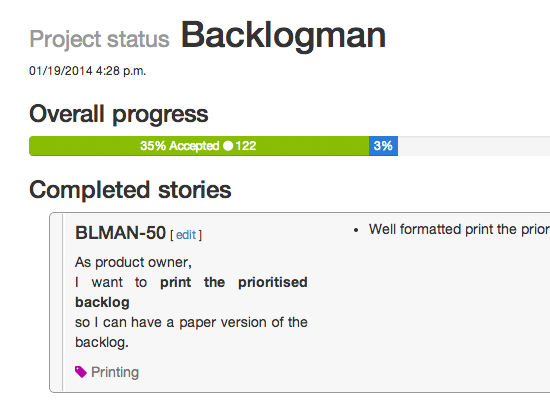 Project status Backlogman
01/19/2014 4:28 p.m.
Overall progress
35% Accepted 122 3%
Completed stories
BLMAN-50 [ edit ]
• Well formatted print the prior
As product owner,
I want to print the prioritised
backlog
so I can have a paper version of the
backlog.
Printing